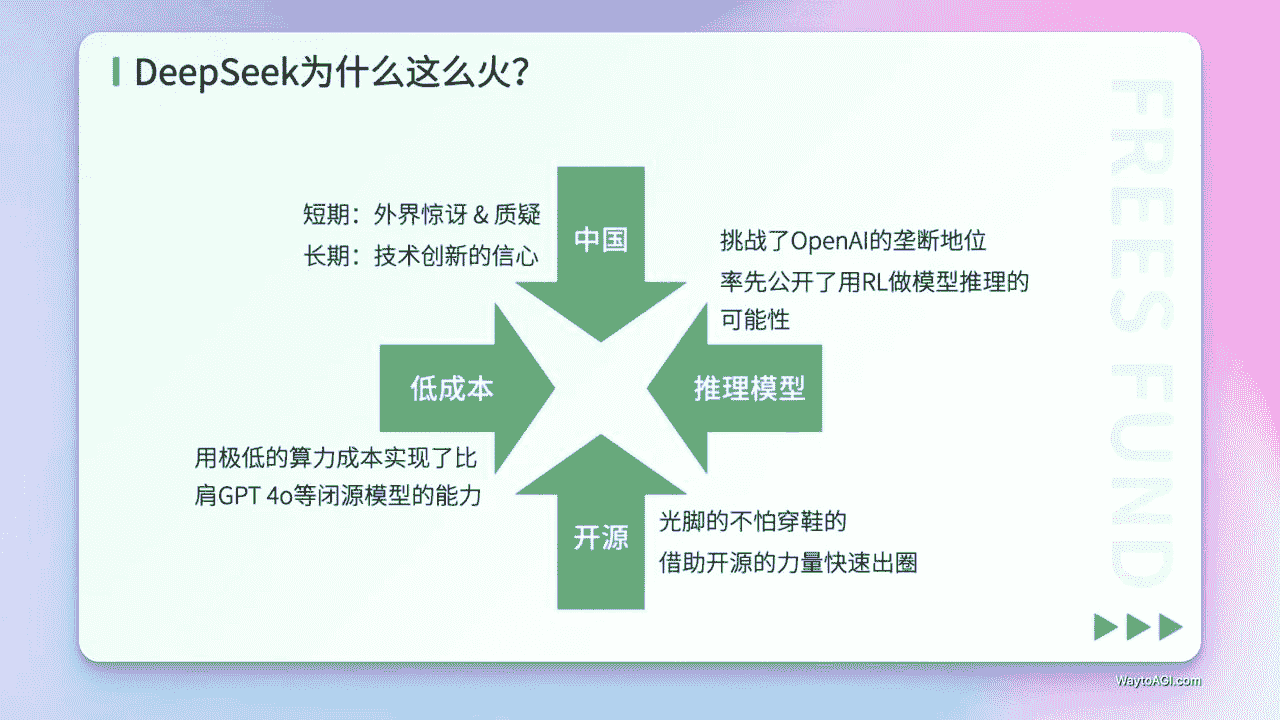 DeepSeek为什么这么火？
短期：外界惊讶 & 质疑
长期：技术创新的信心
中国
挑战了OpenAI的垄断地位
率先公开了用RL做模型推理的
可能性
低成本
推理模型
用极低的算力成本实现了比
肩GPT 4o等闭源模型的能力
开源
光脚的不怕穿鞋的
借助开源的力量快速出圈
FREES FUND
WaytoAGI.com